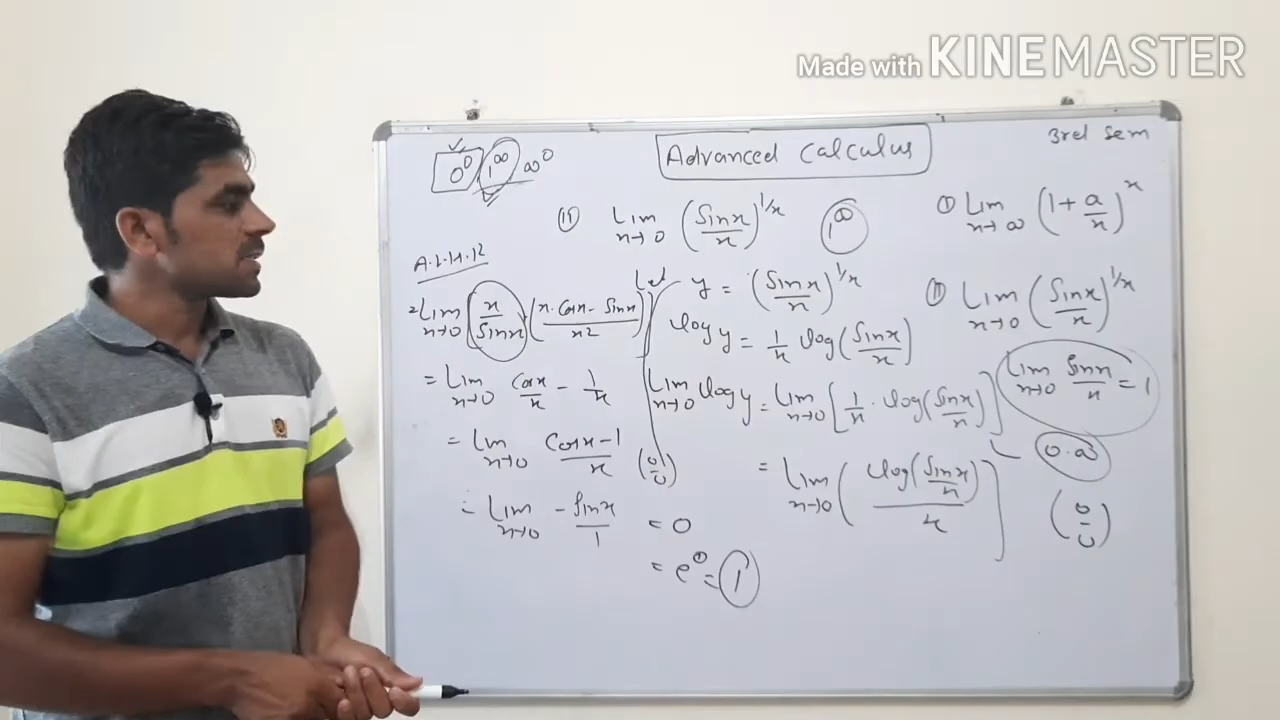 Made with KINEMASTER
Advanced Calculus
3rd Sem
0⁰ 1^∞ ∞⁰
(ii) Lim x→0 (Sinx/x)^1/x 1^∞
Let y = (Sinx/x)^1/x
log y = 1/x log(Sinx/x)
Lim x→0 log y = Lim x→0 [1/x · log(Sinx/x)]
0·∞
= Lim x→0 (log(Sinx/x)/x)
(0/0)
A·L·H·R
= Lim x→0 x/Sinx (x·Cosx - Sinx/x2)
= Lim x→0 Cosx/x - 1/x
= Lim x→0 Cosx-1/x (0/0)
= Lim x→0 -Sinx/1 = 0
= e⁰ = 1
(i) Lim x→∞ (1+a/x)^x
(ii) Lim x→0 (Sinx/x)^1/x
Lim x→0 Sinx/x = 1